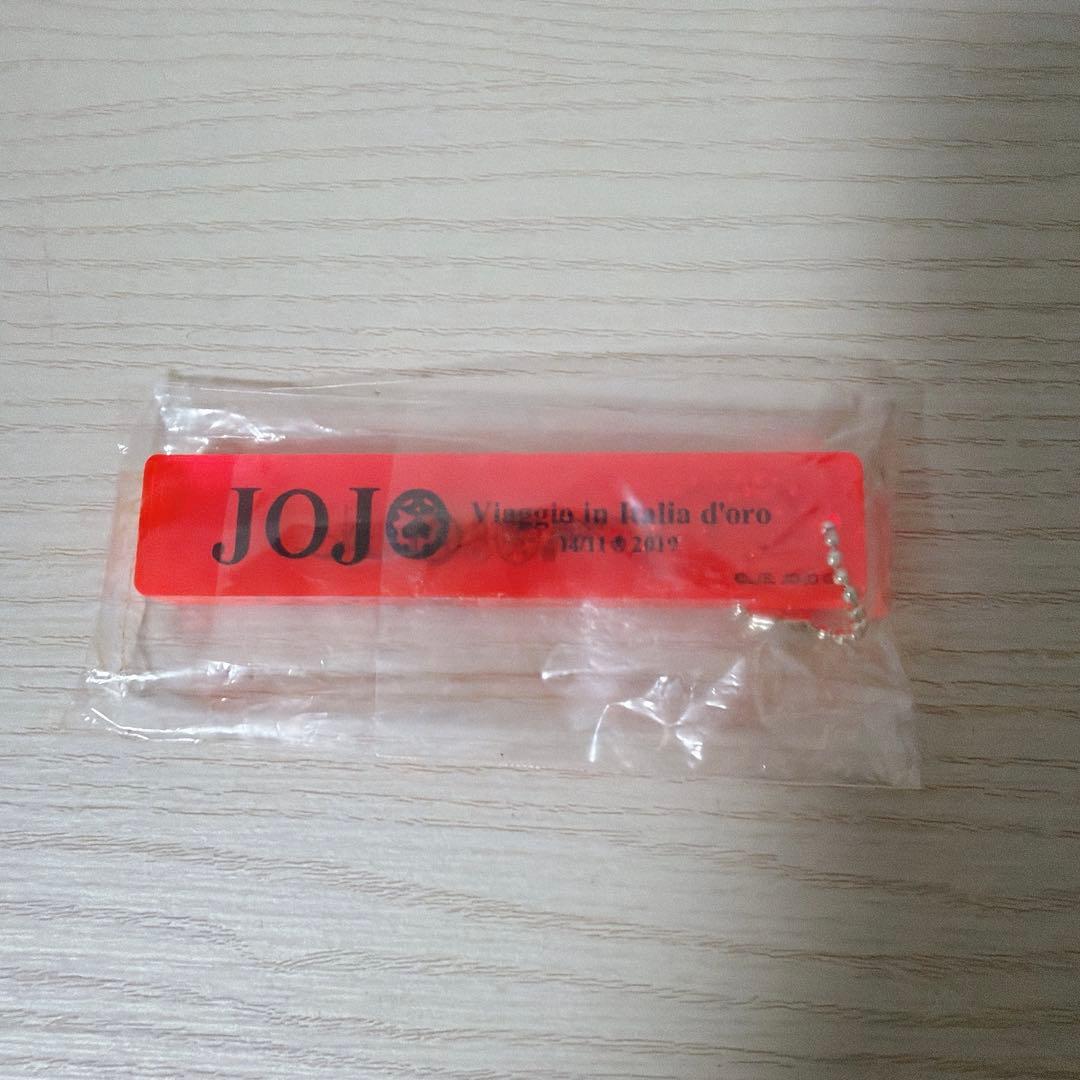 JOJO
Viaggio in Italia d'oro
14/11 2019